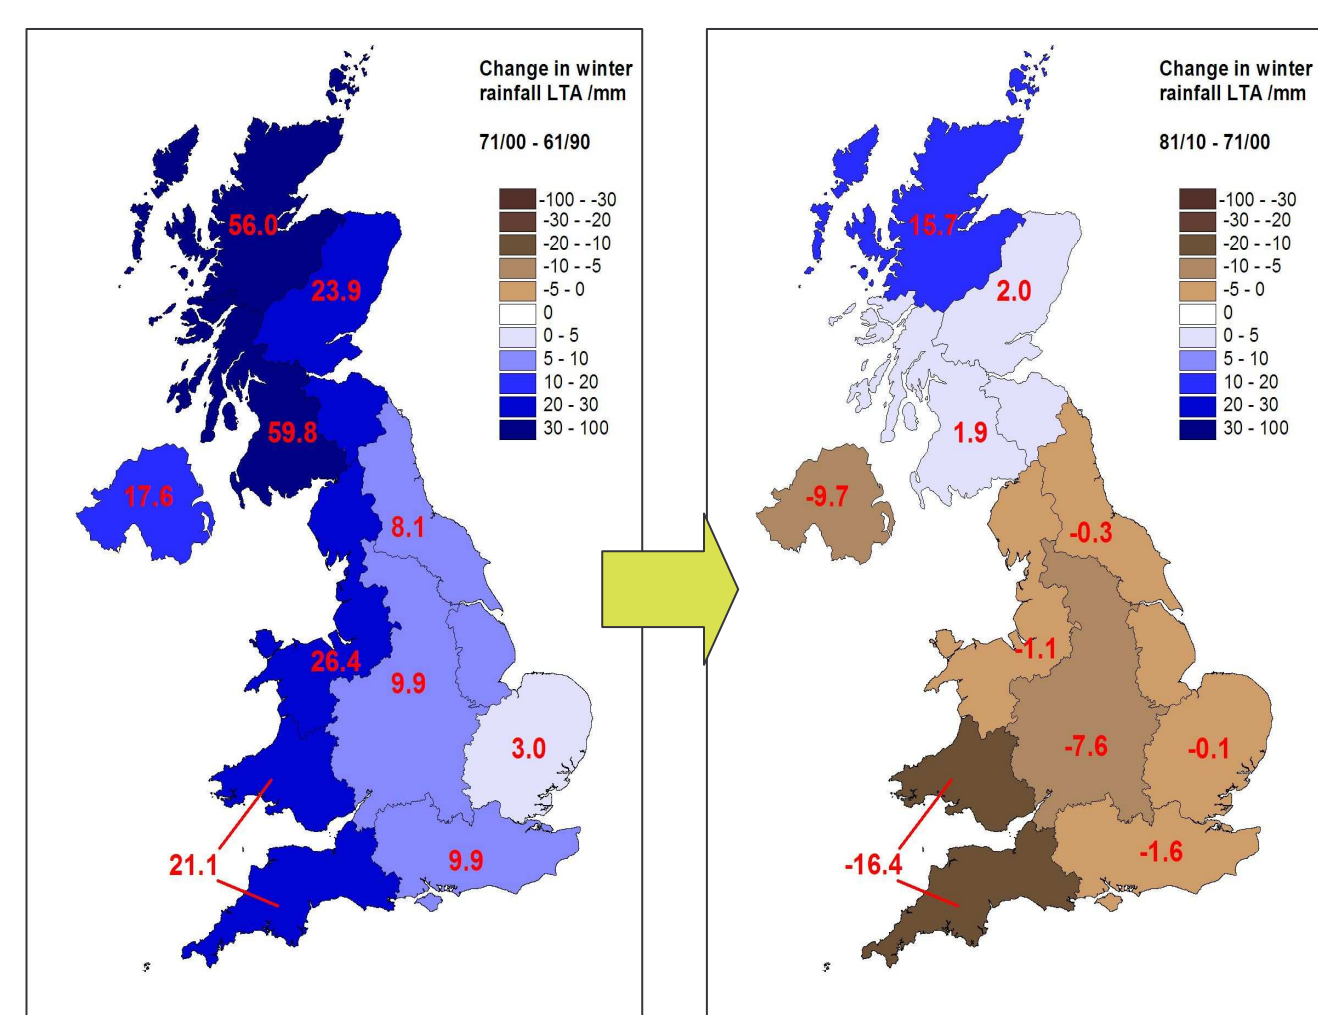 Change in winter
rainfall LTA /mm
71/00 - 61/90
-100 - -30
-30 - -20
-20 - -10
-10 - -5
-5 - 0
0
0 - 5
5 - 10
10 - 20
20 - 30
30 - 100
56.0
23.9
59.8
17.6
8.1
26.4
9.9
3.0
21.1
9.9
Change in winter
rainfall LTA /mm
81/10 - 71/00
-100 - -30
-30 - -20
-20 - -10
-10 - -5
-5 - 0
0
0 - 5
5 - 10
10 - 20
20 - 30
30 - 100
15.7
2.0
1.9
-9.7
-0.3
-1.1
-7.6
-0.1
-16.4
-1.6